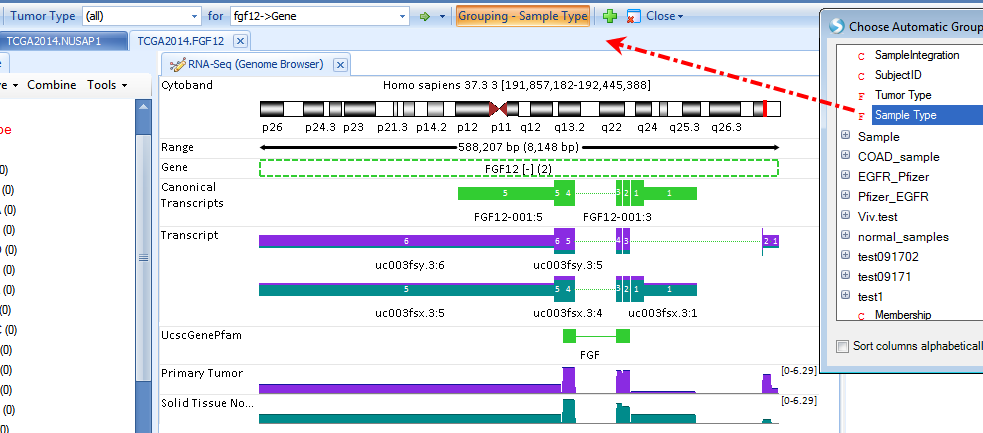 Tumor Type (all) for fgf12->Gene Grouping - Sample Type Close
TCGA2014.NUSAP1 TCGA2014.FGF12
RNA-Seq (Genome Browser)
Combine Tools
Cytoband Homo sapiens 37.3 3 [191,857,182-192,445,388]
p26 p24.3 p23 p21.3 p14.2 p12 p11 q12 q13.2 q22 q24 q25.3 q26.3
Range 588,207 bp (8,148 bp)
Gene FGF12 [-] (2)
Canonical
Transcripts
5 5 4 3 2 1 1
FGF12-001:5 FGF12-001:3
Transcript
6 6 5 4 3 2 1
uc003fsy.3:6 uc003fsy.3:5
5 5 4 3 2 1 1
uc003fsx.3:5 uc003fsx.3:4 uc003fsx.3:1
UcscGenePfam
FGF
Primary Tumor [0-6.29]
Solid Tissue No... [0-6.29]
(0)
(0)
(0)
(0)
(0)
(0)
(0)
(0)
(0)
(0)
(0)
(0)
(0)
(0)
Choose Automatic Group
C SampleIntegration
C SubjectID
F Tumor Type
F Sample Type
Sample
COAD_sample
EGFR_Pfizer
Pfizer_EGFR
Viv.test
normal_samples
test091702
test09171
test1
C Membership
Sort columns alphabeticall